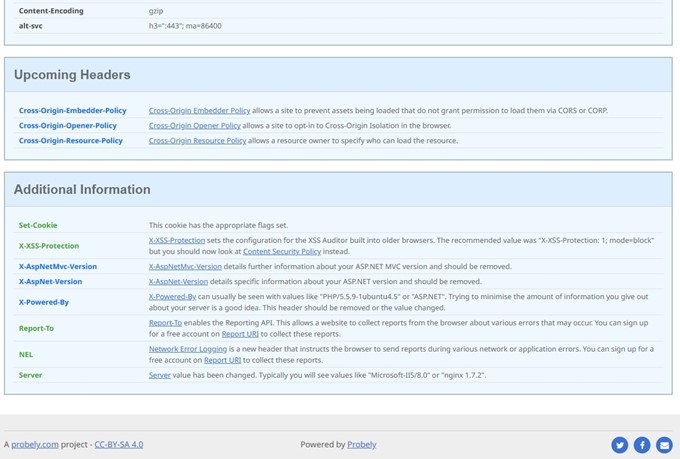 Content-Encoding gzip
alt-svc h3=":443"; ma=86400
Upcoming Headers
Cross-Origin-Embedder-Policy Cross-Origin Embedder Policy allows a site to prevent assets being loaded that do not grant permission to load them via CORS or CORP.
Cross-Origin-Opener-Policy Cross-Origin Opener Policy allows a site to opt-in to Cross-Origin Isolation in the browser.
Cross-Origin-Resource-Policy Cross-Origin Resource Policy allows a resource owner to specify who can load the resource.
Additional Information
Set-Cookie This cookie has the appropriate flags set.
X-XSS-Protection X-XSS-Protection sets the configuration for the XSS Auditor built into older browsers. The recommended value was "X-XSS-Protection: 1; mode=block"
but you should now look at Content Security Policy instead.
X-AspNetMvc-Version X-AspNetMvc-Version details further information about your ASP.NET MVC version and should be removed.
X-AspNet-Version X-AspNet-Version details specific information about your ASP.NET version and should be removed.
X-Powered-By X-Powered-By can usually be seen with values like "PHP/5.5.9-1ubuntu4.5" or "ASP.NET". Trying to minimise the amount of information you give out
about your server is a good idea. This header should be removed or the value changed.
Report-To Report-To enables the Reporting API. This allows a website to collect reports from the browser about various errors that may occur. You can sign up
for a free account on Report URI to collect these reports.
NEL Network Error Logging is a new header that instructs the browser to send reports during various network or application errors. You can sign up for a
free account on Report URI to collect these reports.
Server Server value has been changed. Typically you will see values like "Microsoft-IIS/8.0" or "nginx 1.7.2".
A probely.com project - CC-BY-SA 4.0 Powered by Probely